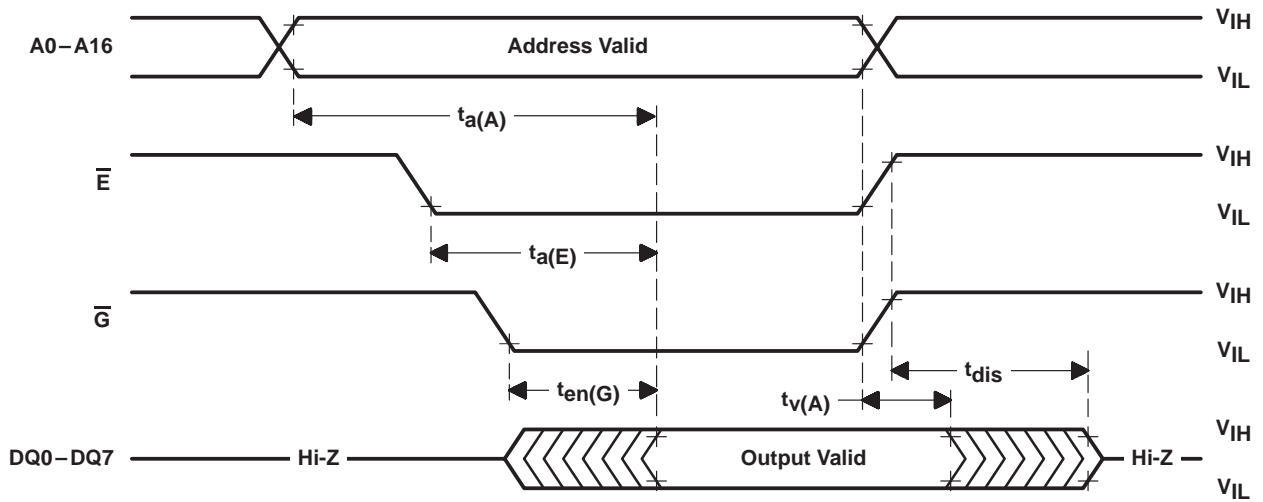 VIH
A0–A16
Address Valid
VIL
ta(A)
VIH
E
VIL
ta(E)
VIH
G
VIL
tdis
ten(G)
tv(A)
VIH
DQ0–DQ7
Hi-Z
Output Valid
Hi-Z
VIL